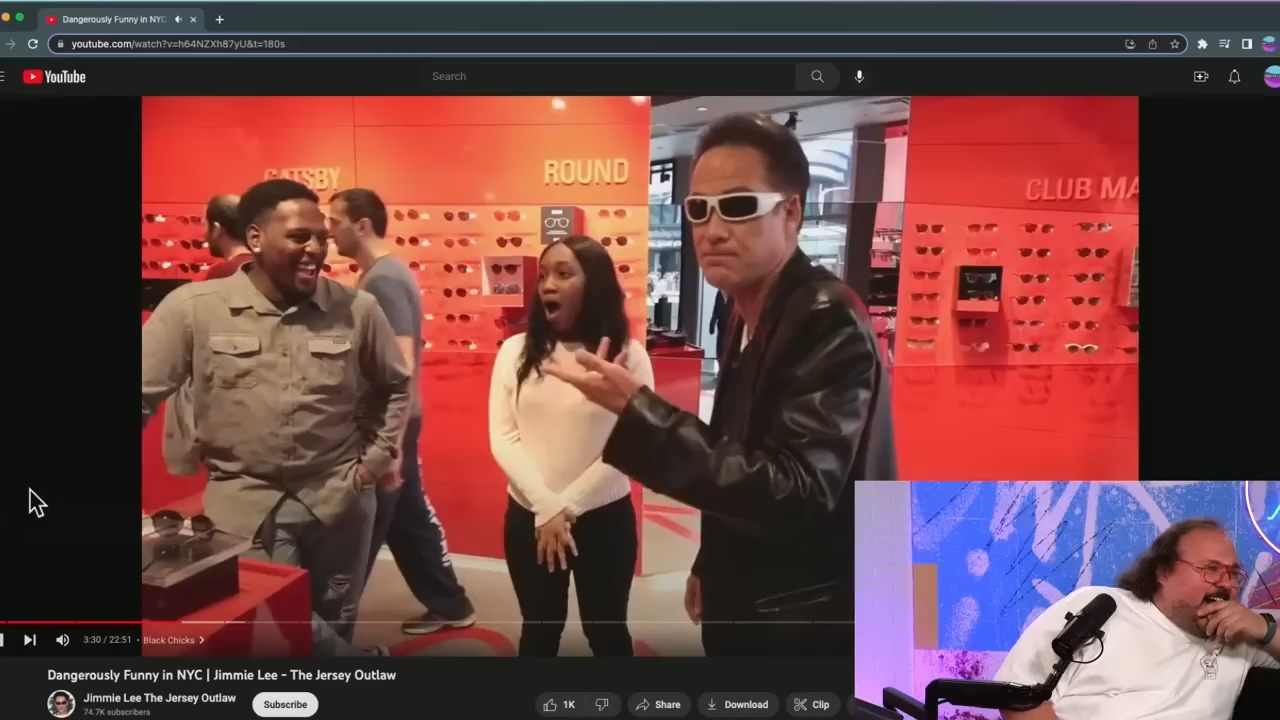 Dangerously Funny in NYC
youtube.com/watch?v=h64NZXh87yU&t=180s
YouTube
Search
GATSBY
ROUND
CLUB MA
3:30 / 22:51 • Black Chicks
Dangerously Funny in NYC | Jimmie Lee - The Jersey Outlaw
Jimmie Lee The Jersey Outlaw
74.7K subscribers
Subscribe
1K
Share
Download
Clip